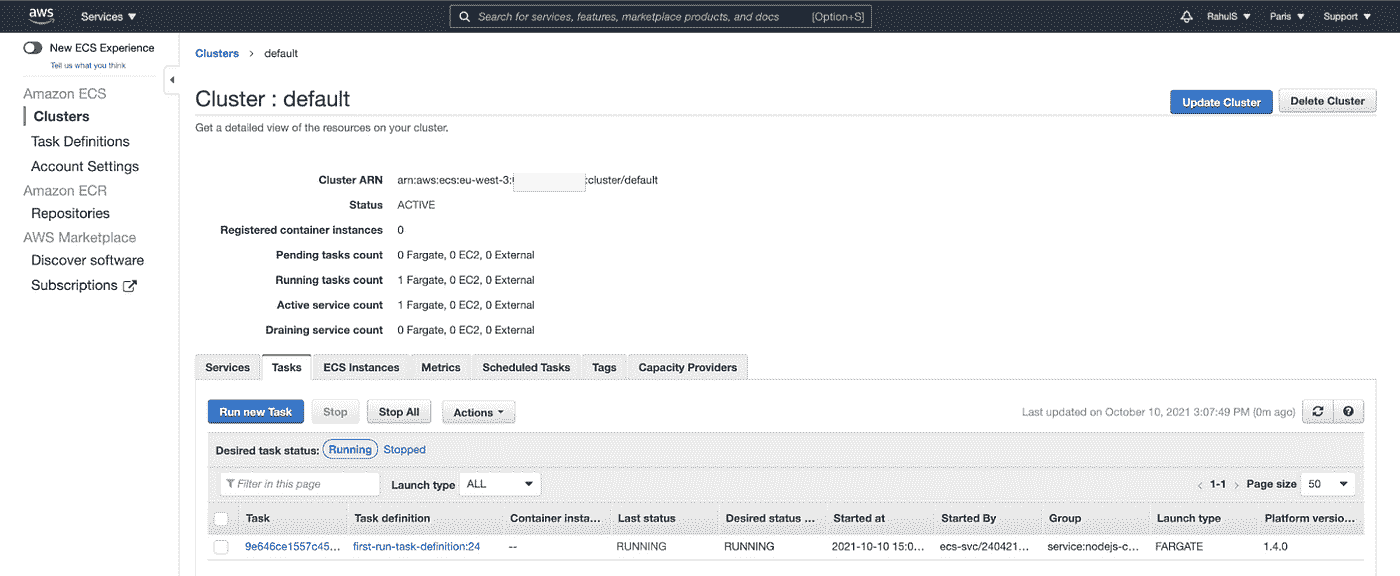 aws Services Search for services, features, marketplace products, and docs [Option+S] RahulS Paris Support
New ECS Experience
Tell us what you think
Amazon ECS
Clusters
Task Definitions
Account Settings
Amazon ECR
Repositories
AWS Marketplace
Discover software
Subscriptions
Clusters > default
Cluster : default
Update Cluster Delete Cluster
Get a detailed view of the resources on your cluster.
Cluster ARN arn:aws:ecs:eu-west-3: :cluster/default
Status ACTIVE
Registered container instances 0
Pending tasks count 0 Fargate, 0 EC2, 0 External
Running tasks count 1 Fargate, 0 EC2, 0 External
Active service count 1 Fargate, 0 EC2, 0 External
Draining service count 0 Fargate, 0 EC2, 0 External
Services Tasks ECS Instances Metrics Scheduled Tasks Tags Capacity Providers
Run new Task Stop Stop All Actions Last updated on October 10, 2021 3:07:49 PM (0m ago)
Desired task status: Running Stopped
Filter in this page Launch type ALL < 1-1 > Page size 50
Task Task definition Container insta... Last status Desired status ... Started at Started By Group Launch type Platform versio...
9e646ce1557c45... first-run-task-definition:24 -- RUNNING RUNNING 2021-10-10 15:0... ecs-svc/240421... service:nodejs-c... FARGATE 1.4.0